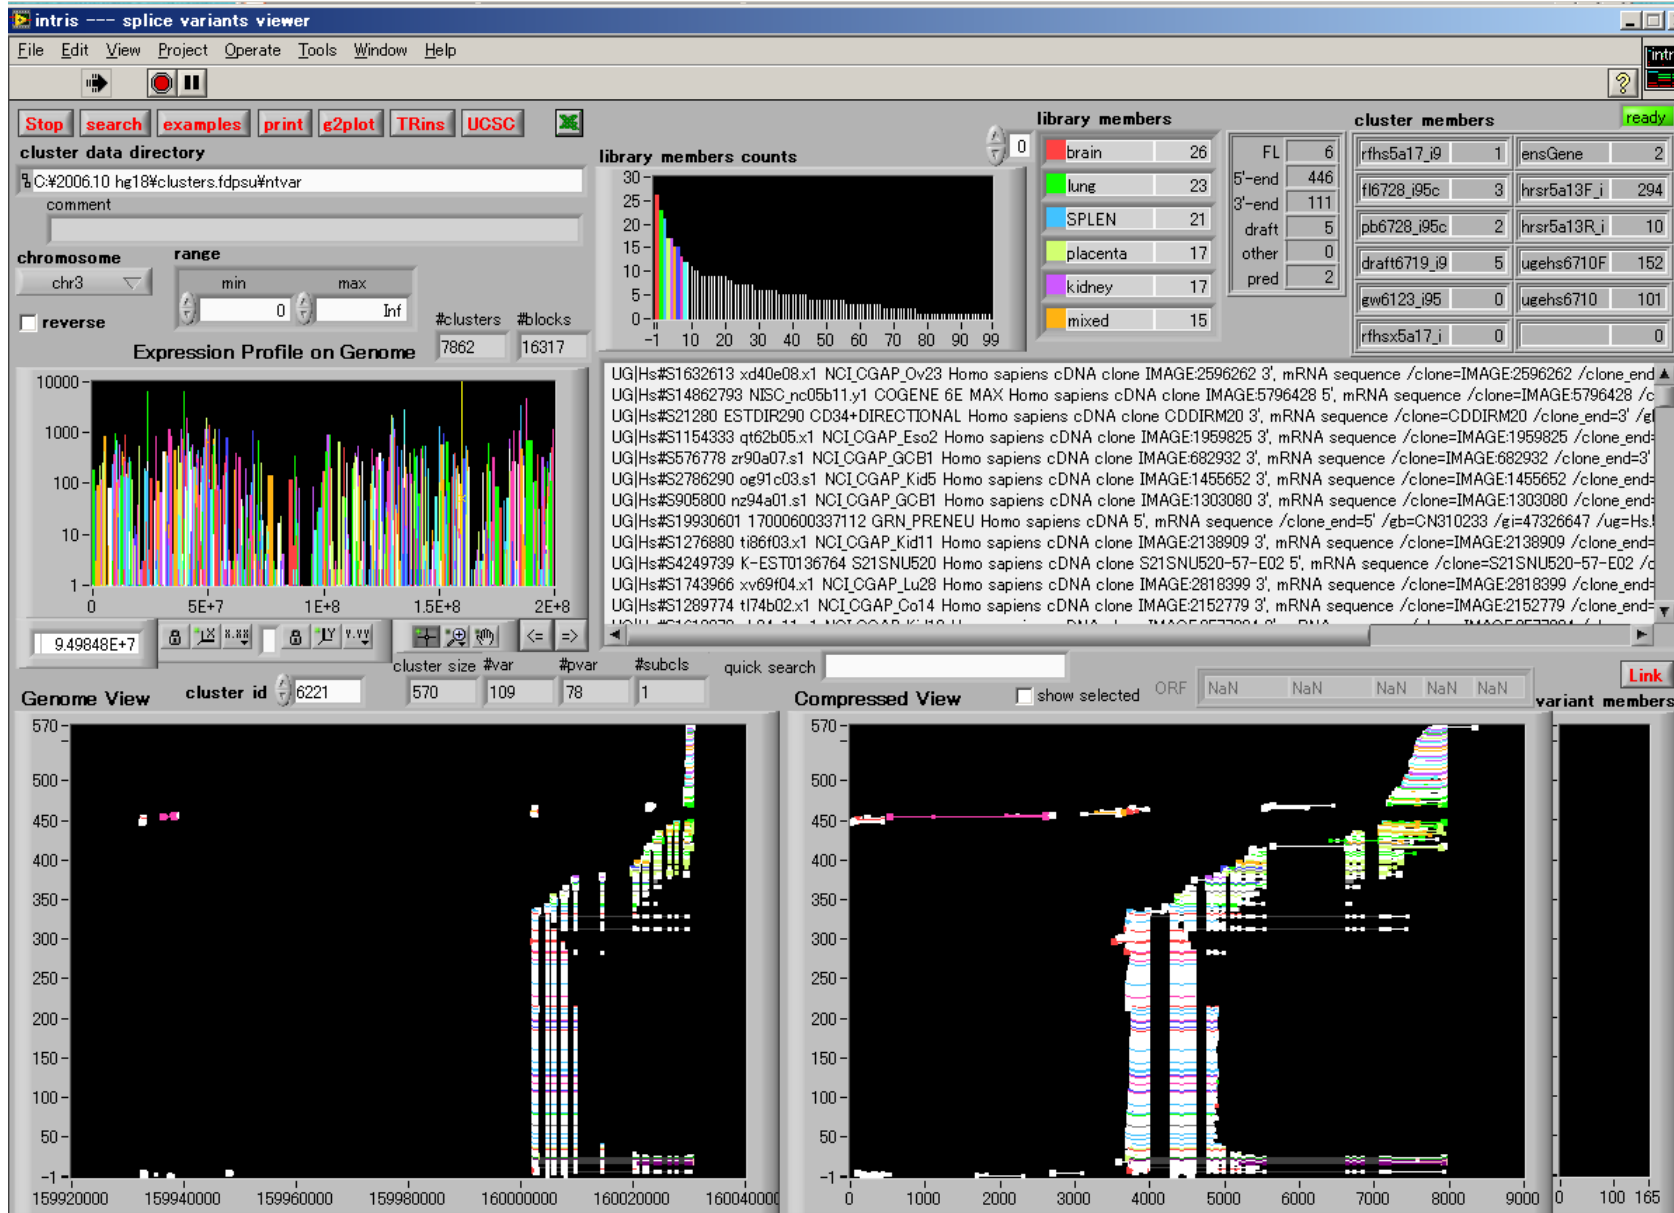 intris --- splice variants viewer
File Edit View Project Operate Tools Window Help
intr
Stop search examples print g2plot TRins UCSC
ready
cluster data directory
C:¥2006.10 hg18¥clusters.fdpsu¥ntvar
comment
chromosome
chr3
range
min max
0 Inf
reverse
#clusters #blocks
7862 16317
library members counts
0
30
25
20
15
10
5
0
-1 10 20 30 40 50 60 70 80 90 99
library members
brain 26
lung 23
SPLEN 21
placenta 17
kidney 17
mixed 15
FL 6
5'-end 446
3'-end 111
draft 5
other 0
pred 2
cluster members
rfhs5a17_i9 1 ensGene 2
fl6728_i95c 3 hrsr5a13F_i 294
pb6728_i95c 2 hrsr5a13R_i 10
draft6719_i9 5 ugehs6710F 152
gw6123_i95 0 ugehs6710 101
rfhsx5a17_i 0 0
Expression Profile on Genome
10000
1000
100
10
1
0 5E+7 1E+8 1.5E+8 2E+8
9.49848E+7
X.XX Y.YY <= =>
UG|Hs#S1632613 xd40e08.x1 NCI_CGAP_Ov23 Homo sapiens cDNA clone IMAGE:2596262 3', mRNA sequence /clone=IMAGE:2596262 /clone_end
UG|Hs#S14862793 NISC_nc05b11.y1 COGENE 6E MAX Homo sapiens cDNA clone IMAGE:5796428 5', mRNA sequence /clone=IMAGE:5796428 /c
UG|Hs#S21280 ESTDIR290 CD34+DIRECTIONAL Homo sapiens cDNA clone CDDIRM20 3', mRNA sequence /clone=CDDIRM20 /clone_end=3' /gl
UG|Hs#S1154333 qt62b05.x1 NCI_CGAP_Eso2 Homo sapiens cDNA clone IMAGE:1959825 3', mRNA sequence /clone=IMAGE:1959825 /clone_end=
UG|Hs#S576778 zr90a07.s1 NCI_CGAP_GCB1 Homo sapiens cDNA clone IMAGE:682932 3', mRNA sequence /clone=IMAGE:682932 /clone_end=3'
UG|Hs#S2786290 og91c03.s1 NCI_CGAP_Kid5 Homo sapiens cDNA clone IMAGE:1455652 3', mRNA sequence /clone=IMAGE:1455652 /clone_end=
UG|Hs#S905800 nz94a01.s1 NCI_CGAP_GCB1 Homo sapiens cDNA clone IMAGE:1303080 3', mRNA sequence /clone=IMAGE:1303080 /clone_end=
UG|Hs#S19930601 17000600337112 GRN_PRENEU Homo sapiens cDNA 5', mRNA sequence /clone_end=5' /gb=CN310233 /gi=47326647 /ug=Hs.
UG|Hs#S1276880 ti86f03.x1 NCI_CGAP_Kid11 Homo sapiens cDNA clone IMAGE:2138909 3', mRNA sequence /clone=IMAGE:2138909 /clone_end=
UG|Hs#S4249739 K-EST0136764 S21SNU520 Homo sapiens cDNA clone S21SNU520-57-E02 5', mRNA sequence /clone=S21SNU520-57-E02 /c
UG|Hs#S1743966 xv69f04.x1 NCI_CGAP_Lu28 Homo sapiens cDNA clone IMAGE:2818399 3', mRNA sequence /clone=IMAGE:2818399 /clone_end=
UG|Hs#S1289774 tl74b02.x1 NCI_CGAP_Co14 Homo sapiens cDNA clone IMAGE:2152779 3', mRNA sequence /clone=IMAGE:2152779 /clone_end=
cluster size #var #pvar #subcls
570 109 78 1
quick search
show selected
ORF NaN NaN NaN NaN NaN
Link
Genome View
cluster id 6221
Compressed View
variant members
570
500
450
400
350
300
250
200
150
100
50
-1
159920000 159940000 159960000 159980000 160000000 160020000 160040000
570
500
450
400
350
300
250
200
150
100
50
-1
0 1000 2000 3000 4000 5000 6000 7000 8000 9000
0 100 165